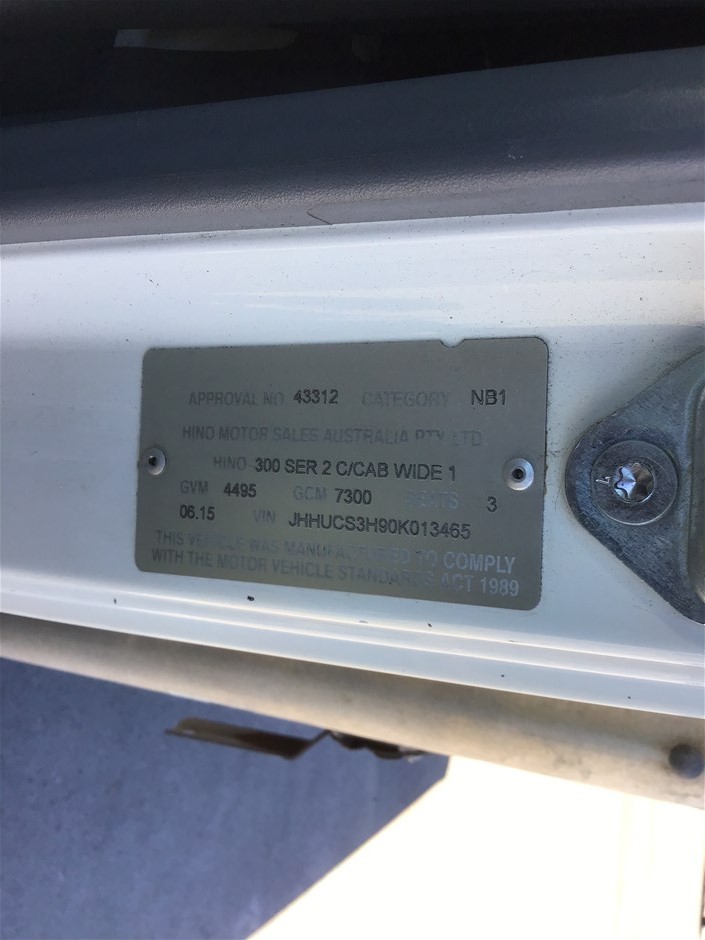 APPROVAL NO 43312 CATEGORY NB1
HINO MOTOR SALES AUSTRALIA PTY LTD
HINO 300 SER 2 C/CAB WIDE 1
GVM 4495 GCM 7300 SEATS 3
06.15 VIN JHHUCS3H90K013465
THIS VEHICLE WAS MANUFACTURED TO COMPLY
WITH THE MOTOR VEHICLE STANDARDS ACT 1989